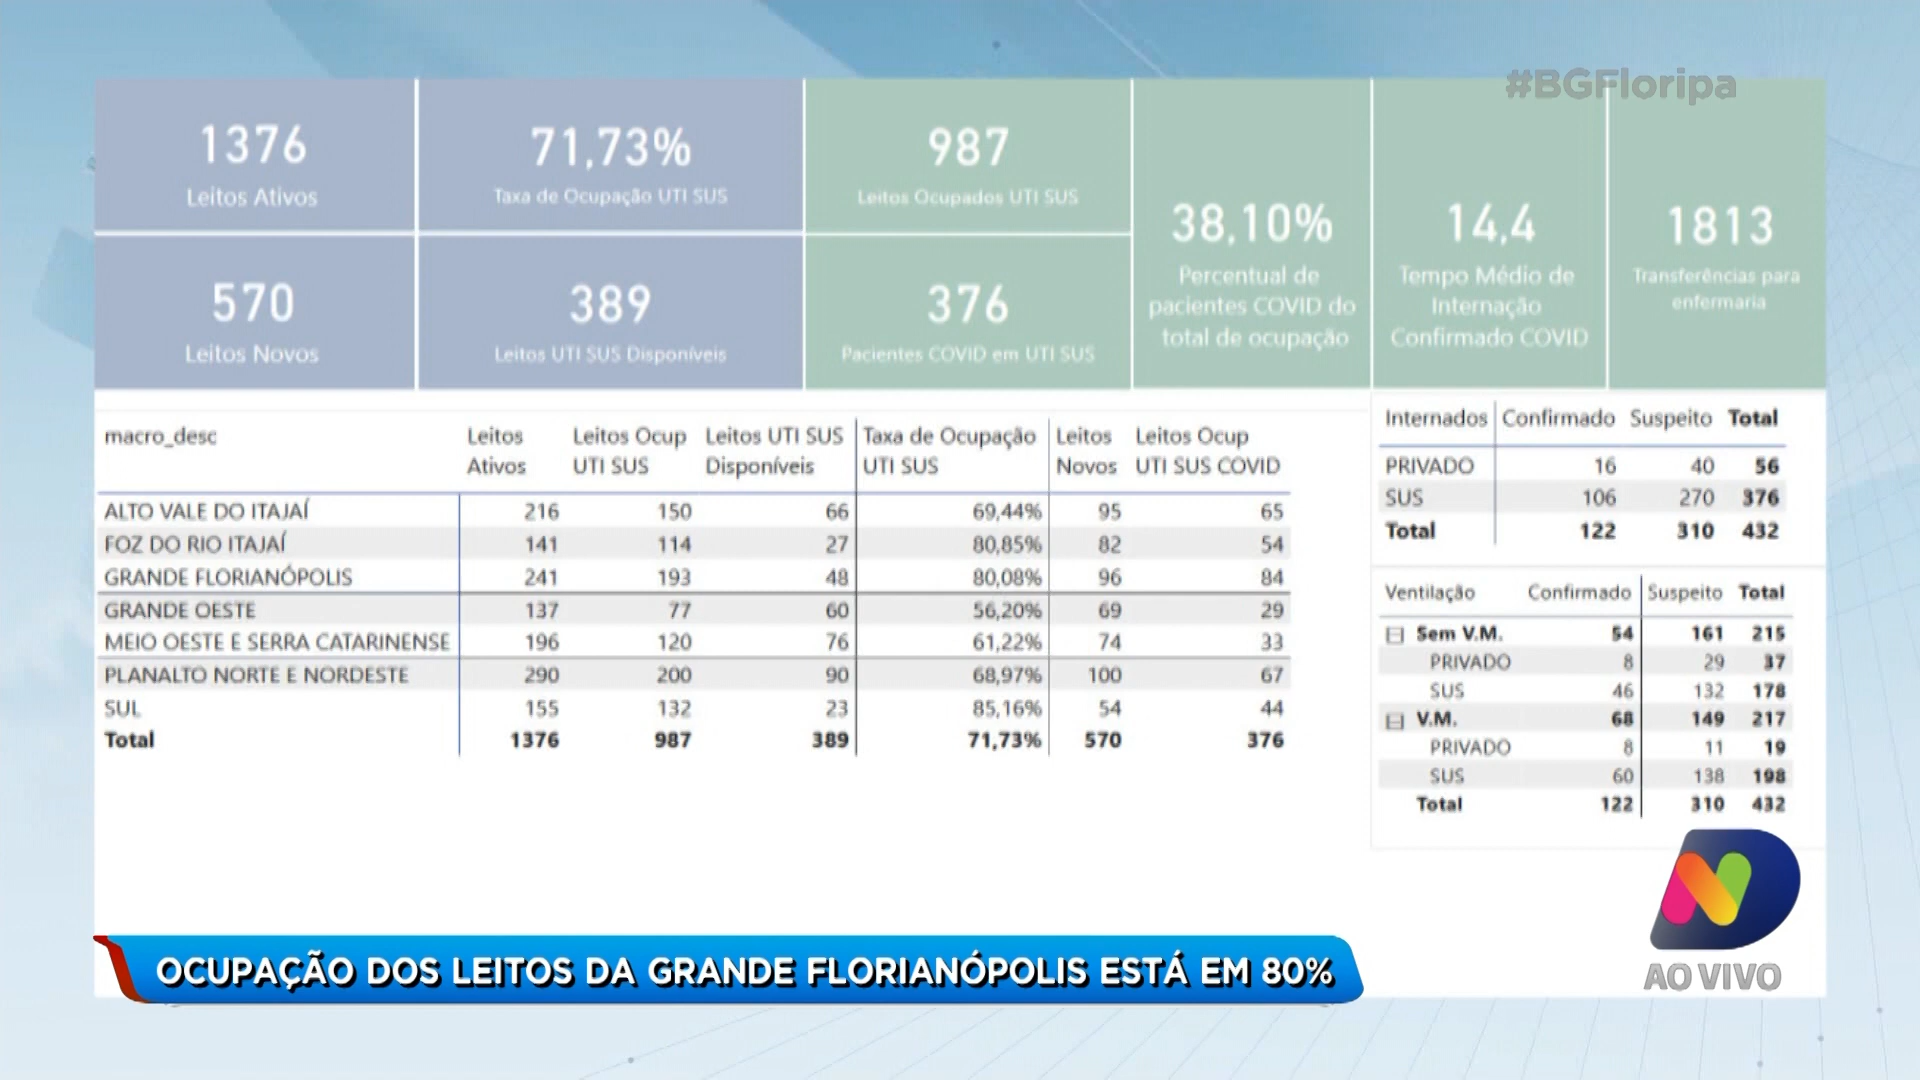 #BGFloripa
1376
Leitos Ativos
71,73%
Taxa de Ocupação UTI SUS
987
Leitos Ocupados UTI SUS
570
Leitos Novos
389
Leitos UTI SUS Disponíveis
376
Pacientes COVID em UTI SUS
38,10%
Percentual de
pacientes COVID do
total de ocupação
14,4
Tempo Médio de
Internação
Confirmado COVID
1813
Transferências para
enfermaria
macro_desc Leitos Ativos Leitos Ocup UTI SUS Leitos UTI SUS Disponíveis Taxa de Ocupação UTI SUS Leitos Novos Leitos Ocup UTI SUS COVID
ALTO VALE DO ITAJAÍ 216 150 66 69,44% 95 65
FOZ DO RIO ITAJAÍ 141 114 27 80,85% 82 54
GRANDE FLORIANÓPOLIS 241 193 48 80,08% 96 84
GRANDE OESTE 137 77 60 56,20% 69 29
MEIO OESTE E SERRA CATARINENSE 196 120 76 61,22% 74 33
PLANALTO NORTE E NORDESTE 290 200 90 68,97% 100 67
SUL 155 132 23 85,16% 54 44
Total 1376 987 389 71,73% 570 376
Internados Confirmado Suspeito Total
PRIVADO 16 40 56
SUS 106 270 376
Total 122 310 432
Ventilação Confirmado Suspeito Total
Sem V.M. 54 161 215
PRIVADO 8 29 37
SUS 46 132 178
V.M. 68 149 217
PRIVADO 8 11 19
SUS 60 138 198
Total 122 310 432
OCUPAÇÃO DOS LEITOS DA GRANDE FLORIANÓPOLIS ESTÁ EM 80%
ND
AO VIVO